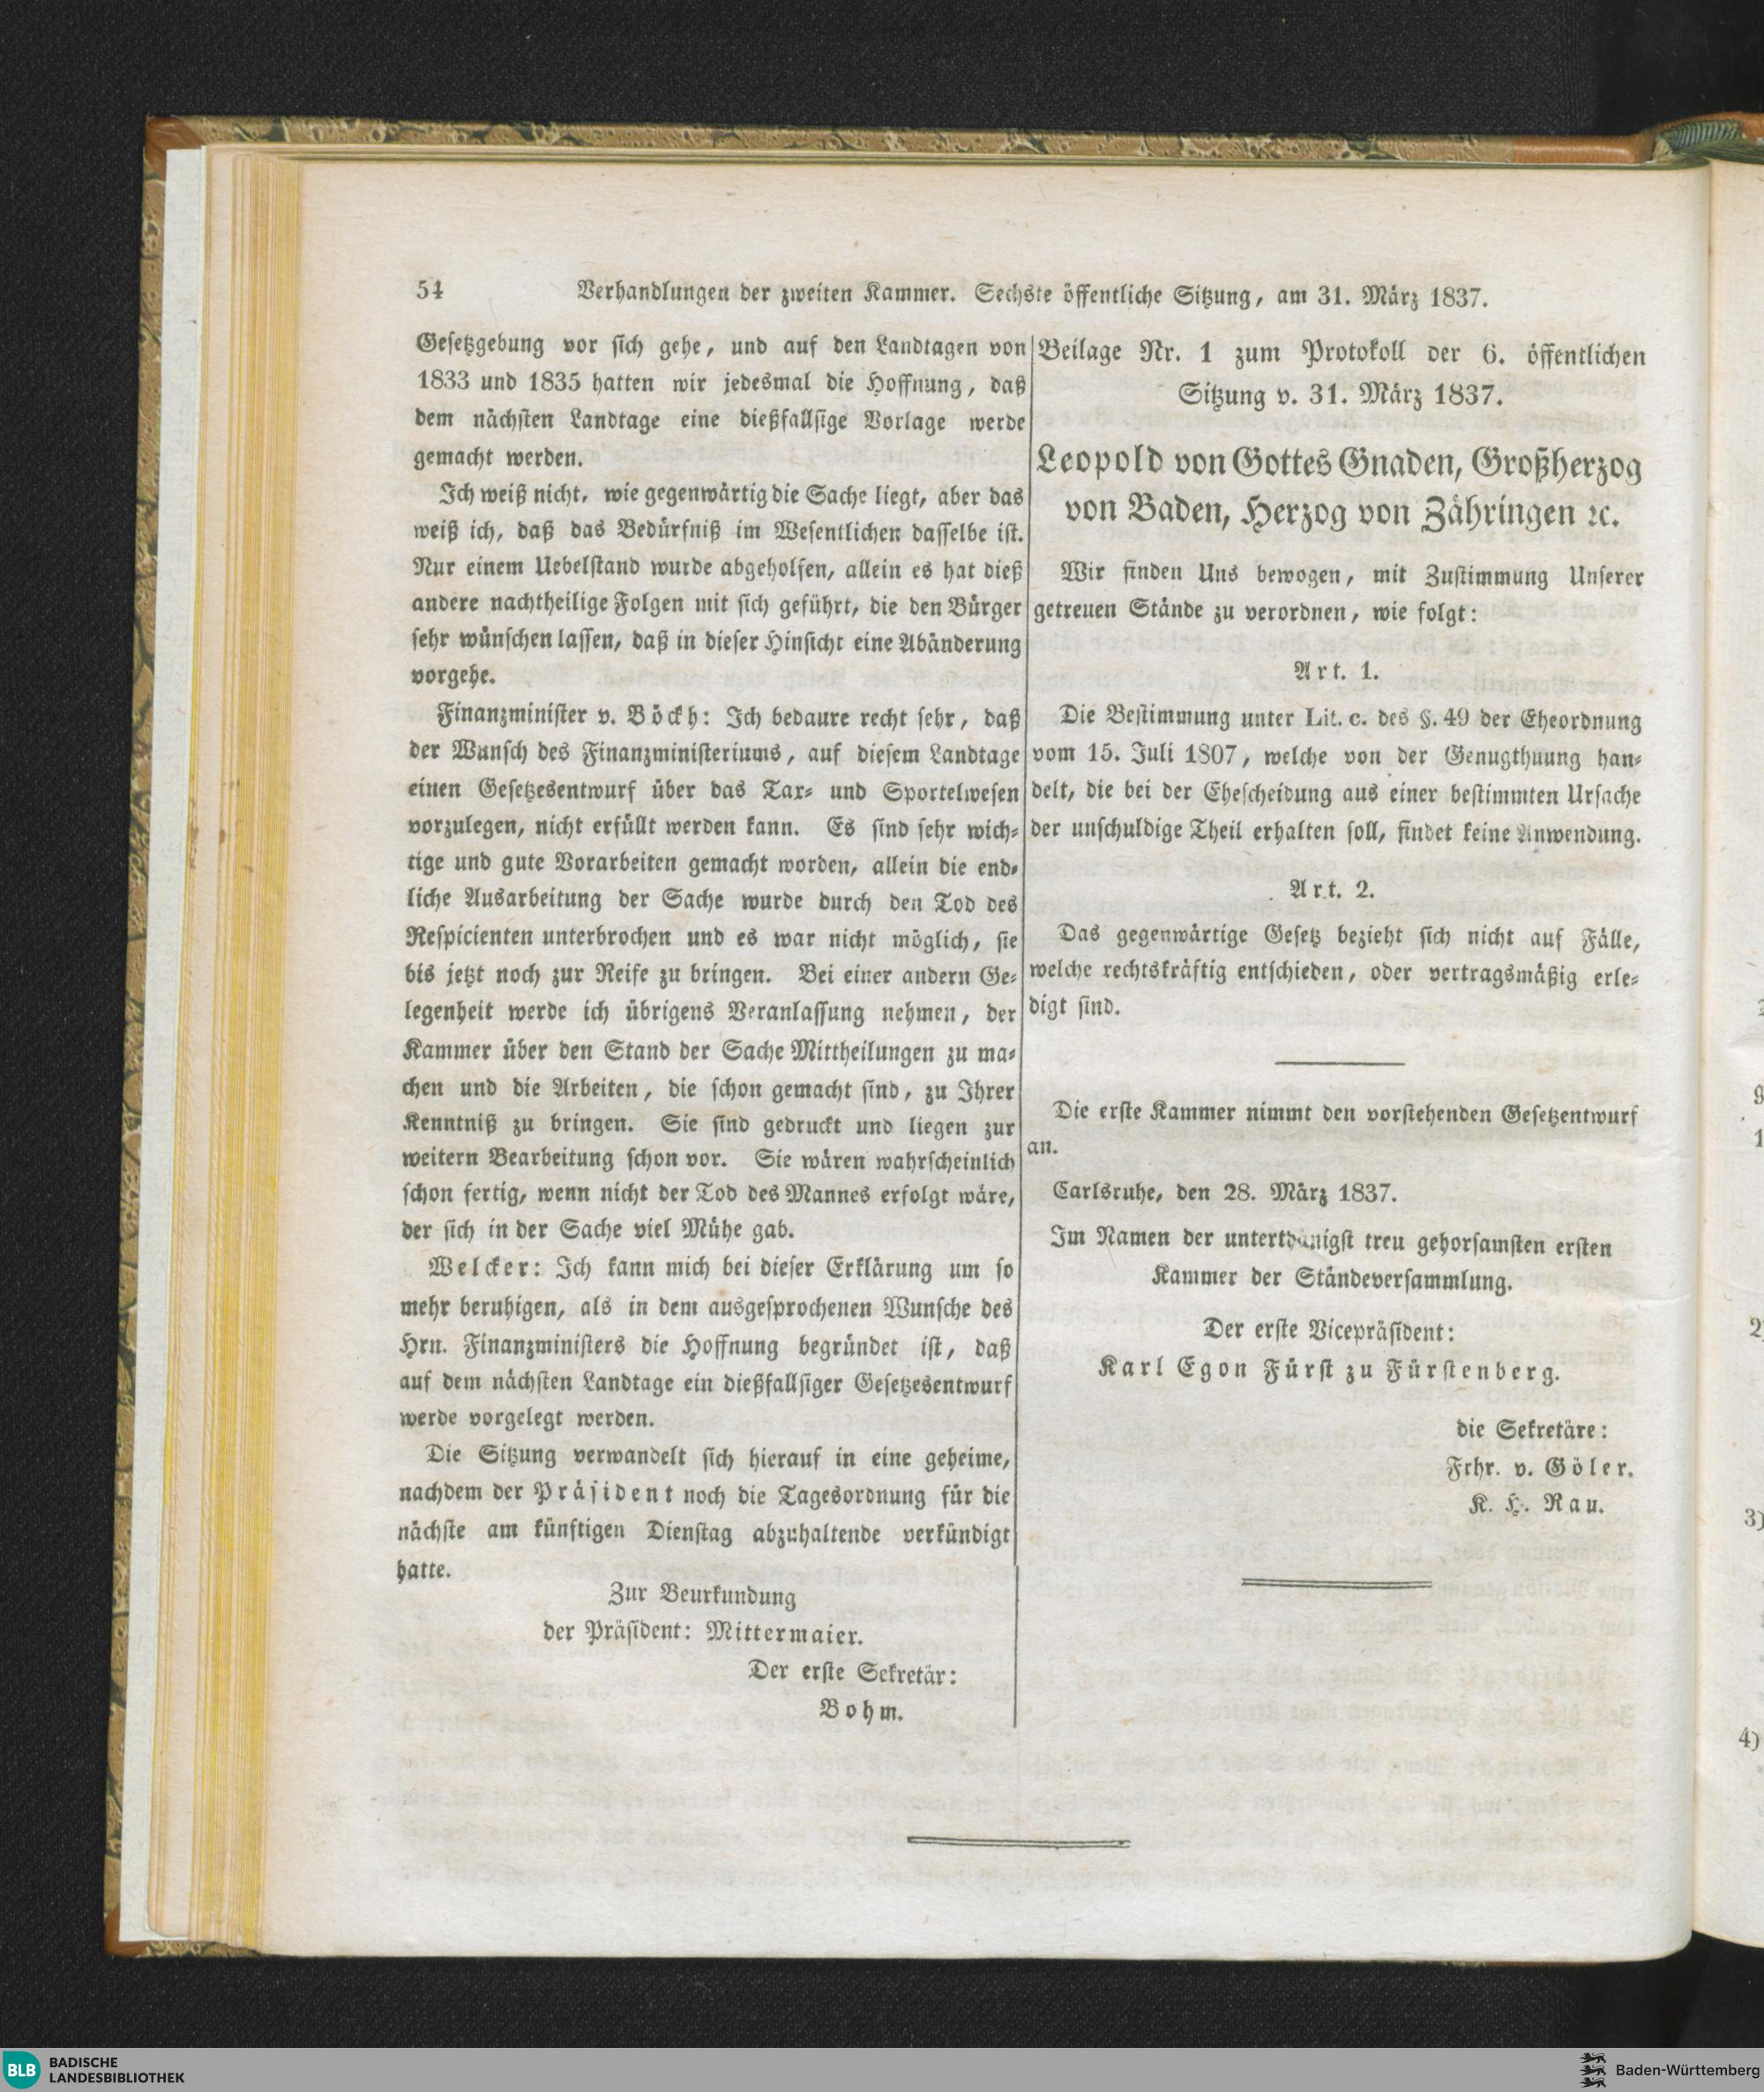 54 Verhandlungen der zweiten Kammer. Sechste öffentliche Sitzung, am 31. März 1837.
Gesetzgebung vor sich gehe, und auf den Landtagen von
1833 und 1835 hatten wir jedesmal die Hoffnung, daß
dem nächsten Landtage eine dießfallsige Vorlage werde
gemacht werden.
Ich weiß nicht, wie gegenwärtig die Sache liegt, aber das
weiß ich, daß das Bedürfniß im Wesentlichen dasselbe ist.
Nur einem Uebelstand wurde abgeholfen, allein es hat dieß
andere nachtheilige Folgen mit sich geführt, die den Bürger
sehr wünschen lassen, daß in dieser Hinsicht eine Abänderung
vorgehe.
Finanzminister v. Böckh: Ich bedaure recht sehr, daß
der Wunsch des Finanzministeriums, auf diesem Landtage
einen Gesetzesentwurf über das Tax- und Sportelwesen
vorzulegen, nicht erfüllt werden kann. Es sind sehr wich-
tige und gute Vorarbeiten gemacht worden, allein die end-
liche Ausarbeitung der Sache wurde durch den Tod des
Respicienten unterbrochen und es war nicht möglich, sie
bis jetzt noch zur Reife zu bringen. Bei einer andern Ge-
legenheit werde ich übrigens Veranlassung nehmen, der
Kammer über den Stand der Sache Mittheilungen zu ma-
chen und die Arbeiten, die schon gemacht sind, zu Ihrer
Kenntniß zu bringen. Sie sind gedruckt und liegen zur
weitern Bearbeitung schon vor. Sie wären wahrscheinlich
schon fertig, wenn nicht der Tod des Mannes erfolgt wäre,
der sich in der Sache viel Mühe gab.
Welcker: Ich kann mich bei dieser Erklärung um so
mehr beruhigen, als in dem ausgesprochenen Wunsche des
Hrn. Finanzministers die Hoffnung begründet ist, daß
auf dem nächsten Landtage ein dießfallsiger Gesetzesentwurf
werde vorgelegt werden.
Die Sitzung verwandelt sich hierauf in eine geheime,
nachdem der Präsident noch die Tagesordnung für die
nächste am künftigen Dienstag abzuhaltende verkündigt
hatte.
Zur Beurkundung
der Präsident: Mittermaier.
Der erste Sekretär:
Bohm.
Beilage Nr. 1 zum Protokoll der 6. öffentlichen
Sitzung v. 31. März 1837.
Leopold von Gottes Gnaden, Großherzog
von Baden, Herzog von Zähringen ꝛc.
Wir finden Uns bewogen, mit Zustimmung Unserer
getreuen Stände zu verordnen, wie folgt:
Art. 1.
Die Bestimmung unter Lit. c. des §. 49 der Eheordnung
vom 15. Juli 1807, welche von der Genugthuung han-
delt, die bei der Ehescheidung aus einer bestimmten Ursache
der unschuldige Theil erhalten soll, findet keine Anwendung.
Art. 2.
Das gegenwärtige Gesetz bezieht sich nicht auf Fälle,
welche rechtskräftig entschieden, oder vertragsmäßig erle-
digt sind.
Die erste Kammer nimmt den vorstehenden Gesetzentwurf
an.
Carlsruhe, den 28. März 1837.
Im Namen der unterthänigst treu gehorsamsten ersten
Kammer der Ständeversammlung.
Der erste Vicepräsident:
Karl Egon Fürst zu Fürstenberg.
die Sekretäre:
Frhr. v. Göler.
K. H. Rau.
2)
3)
4)
BLB BADISCHE
LANDESBIBLIOTHEK
Baden-Württemberg